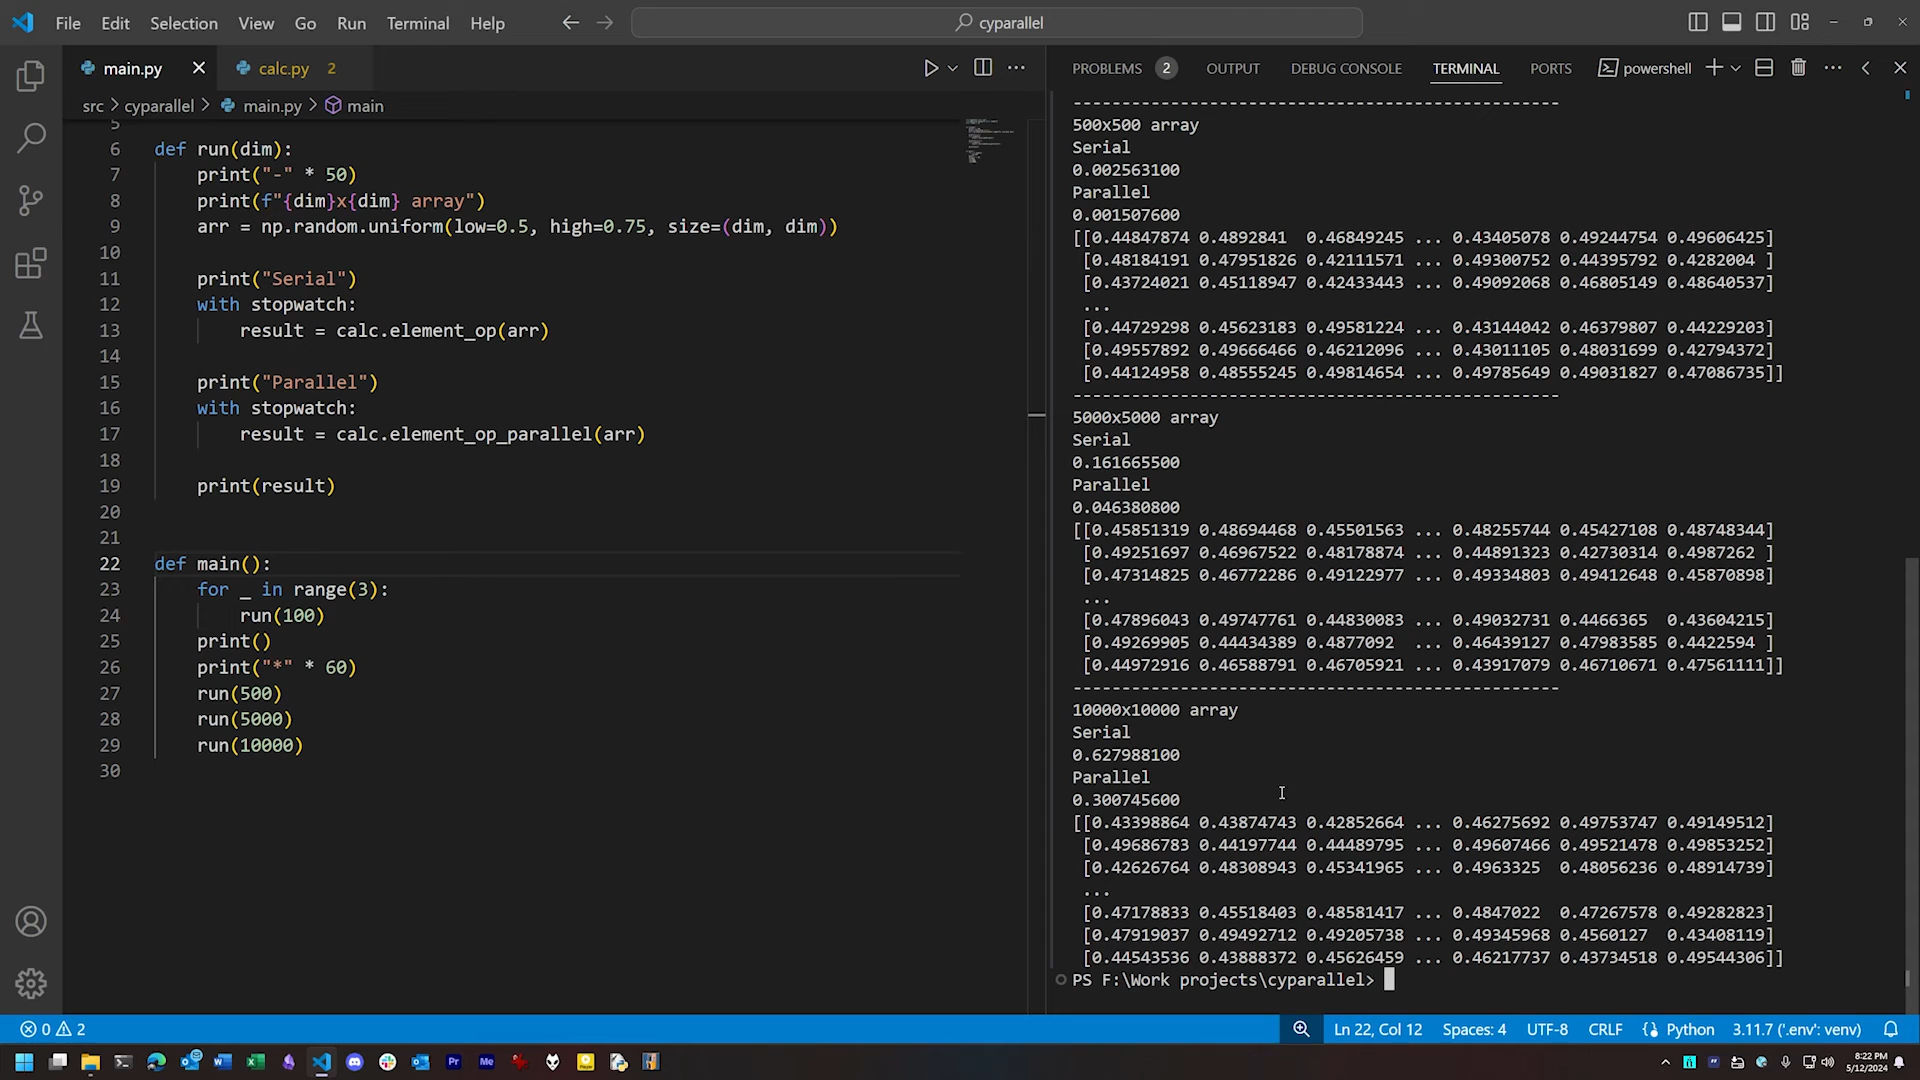 File Edit Selection View Go Run Terminal Help
cyparallel
main.py
calc.py 2
src > cyparallel > main.py > main
5
6 def run(dim):
7 print("-" * 50)
8 print(f"{dim}x{dim} array")
9 arr = np.random.uniform(low=0.5, high=0.75, size=(dim, dim))
10
11 print("Serial")
12 with stopwatch:
13 result = calc.element_op(arr)
14
15 print("Parallel")
16 with stopwatch:
17 result = calc.element_op_parallel(arr)
18
19 print(result)
20
21
22 def main():
23 for _ in range(3):
24 run(100)
25 print()
26 print("*" * 60)
27 run(500)
28 run(5000)
29 run(10000)
30
PROBLEMS 2 OUTPUT DEBUG CONSOLE TERMINAL PORTS powershell
--------------------------------------------------
500x500 array
Serial
0.002563100
Parallel
0.001507600
[[0.44847874 0.4892841  0.46849245 ... 0.43405078 0.49244754 0.49606425]
[0.48184191 0.47951826 0.42111571 ... 0.49300752 0.44395792 0.4282004 ]
[0.43724021 0.45118947 0.42433443 ... 0.49092068 0.46805149 0.48640537]
...
[0.44729298 0.45623183 0.49581224 ... 0.43144042 0.46379807 0.44229203]
[0.49557892 0.49666466 0.46212096 ... 0.43011105 0.48031699 0.42794372]
[0.44124958 0.48555245 0.49814654 ... 0.49785649 0.49031827 0.47086735]]
--------------------------------------------------
5000x5000 array
Serial
0.161665500
Parallel
0.046380800
[[0.45851319 0.48694468 0.45501563 ... 0.48255744 0.45427108 0.48748344]
[0.49251697 0.46967522 0.48178874 ... 0.44891323 0.42730314 0.4987262 ]
[0.47314825 0.46772286 0.49122977 ... 0.49334803 0.49412648 0.45870898]
...
[0.47896043 0.49747761 0.44830083 ... 0.49032731 0.4466365  0.43604215]
[0.49269905 0.44434389 0.4877092  ... 0.46439127 0.47983585 0.4422594 ]
[0.44972916 0.46588791 0.46705921 ... 0.43917079 0.46710671 0.47561111]]
--------------------------------------------------
10000x10000 array
Serial
0.627988100
Parallel
0.300745600
[[0.43398864 0.43874743 0.42852664 ... 0.46275692 0.49753747 0.49149512]
[0.49686783 0.44197744 0.44489795 ... 0.49607466 0.49521478 0.49853252]
[0.42626764 0.48308943 0.45341965 ... 0.4963325  0.48056236 0.48914739]
...
[0.47178833 0.45518403 0.48581417 ... 0.4847022  0.47267578 0.49282823]
[0.47919037 0.49492712 0.49205738 ... 0.49345968 0.4560127  0.43408119]
[0.44543536 0.43888372 0.45626459 ... 0.46217737 0.43734518 0.49544306]]
PS F:\Work projects\cyparallel>
0 2
Ln 22, Col 12 Spaces: 4 UTF-8 CRLF Python 3.11.7 ('.env': venv)
8:22 PM
5/12/2024